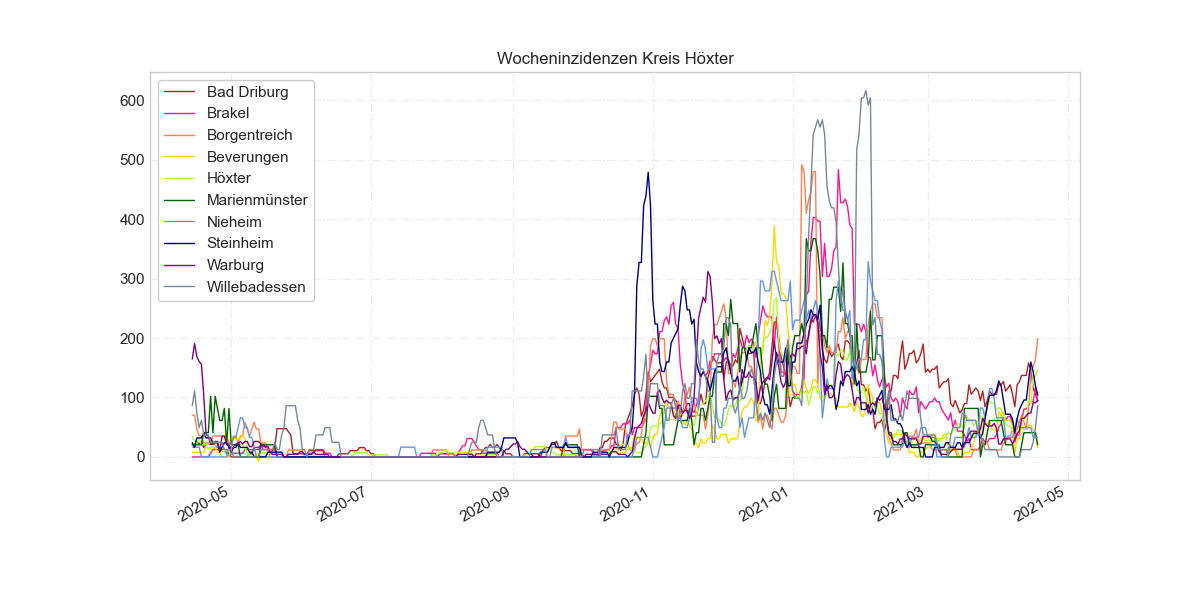 Wocheninzidenzen Kreis Höxter
600
500
400
300
200
100
0
Bad Driburg
Brakel
Borgentreich
Beverungen
Höxter
Marienmünster
Nieheim
Steinheim
Warburg
Willebadessen
2020-05
2020-07
2020-09
2020-11
2021-01
2021-03
2021-05